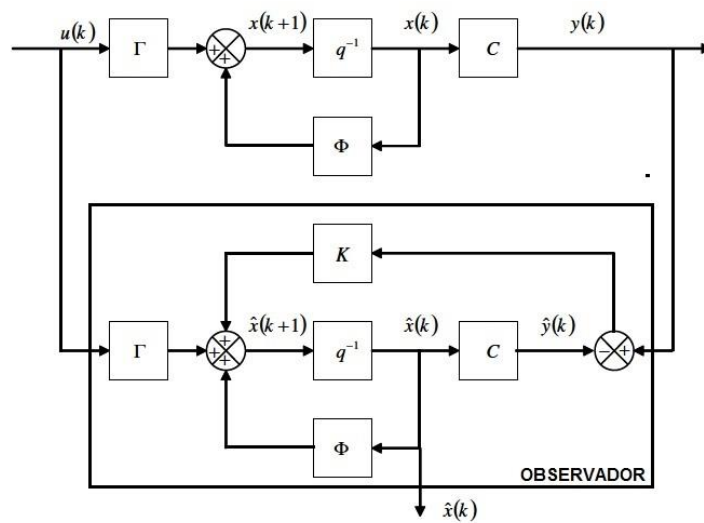 u(k) Γ + + x(k+1) q⁻¹ x(k) C y(k)
Φ
K
Γ + + + x̂(k+1) q⁻¹ x̂(k) C ŷ(k) − +
Φ
OBSERVADOR
x̂(k)